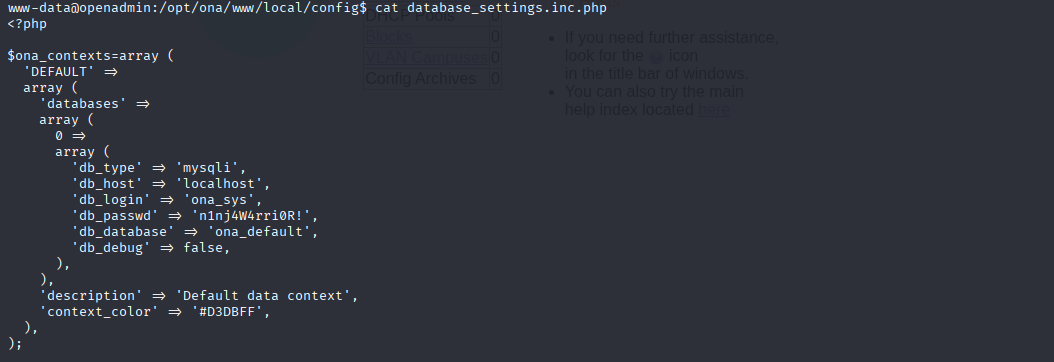 www-data@openadmin:/opt/ona/www/local/config$ cat database_settings.inc.php
<?php
$ona_contexts=array (
'DEFAULT' =>
array (
'databases' =>
array (
0 =>
array (
'db_type' => 'mysqli',
'db_host' => 'localhost',
'db_login' => 'ona_sys',
'db_passwd' => 'n1nj4W4rri0R!',
'db_database' => 'ona_default',
'db_debug' => false,
),
),
'description' => 'Default data context',
'context_color' => '#D3DBFF',
),
);
DHCP Pools 0
Blocks 0
VLAN Campuses 0
Config Archives 0
• If you need further assistance,
look for the icon
in the title bar of windows.
• You can also try the main
help index located here